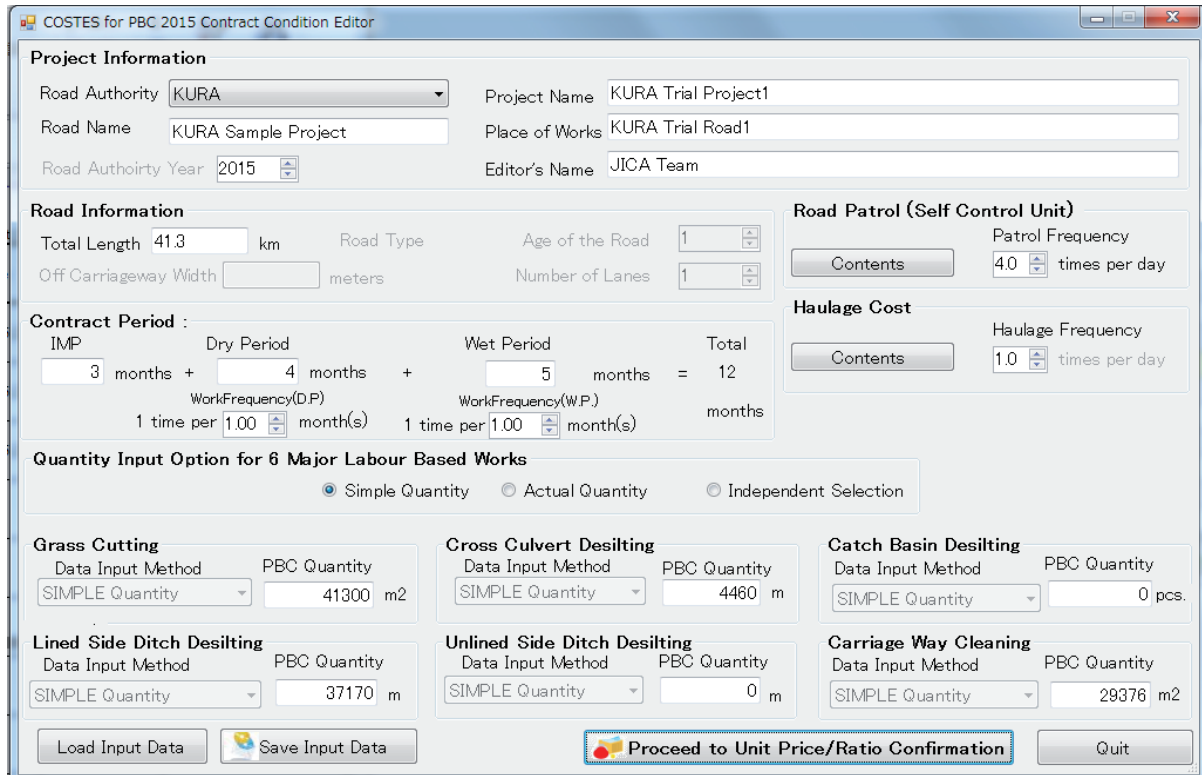 COSTES for PBC 2015 Contract Condition Editor
Project Information
Road Authority KURA
Project Name KURA Trial Project1
Road Name KURA Sample Project
Place of Works KURA Trial Road1
Road Authoirty Year 2015
Editor's Name JICA Team
Road Information
Total Length 41.3 km Road Type Age of the Road 1
Off Carriageway Width meters Number of Lanes 1
Road Patrol (Self Control Unit)
Patrol Frequency
Contents 4.0 times per day
Haulage Cost
Haulage Frequency
Contents 1.0 times per day
Contract Period :
IMP Dry Period Wet Period Total
3 months + 4 months + 5 months = 12
WorkFrequency(D.P) WorkFrequency(W.P.) months
1 time per 1.00 month(s) 1 time per 1.00 month(s)
Quantity Input Option for 6 Major Labour Based Works
Simple Quantity Actual Quantity Independent Selection
Grass Cutting
Data Input Method PBC Quantity
SIMPLE Quantity 41300 m2
Cross Culvert Desilting
Data Input Method PBC Quantity
SIMPLE Quantity 4460 m
Catch Basin Desilting
Data Input Method PBC Quantity
SIMPLE Quantity 0 pcs.
Lined Side Ditch Desilting
Data Input Method PBC Quantity
SIMPLE Quantity 37170 m
Unlined Side Ditch Desilting
Data Input Method PBC Quantity
SIMPLE Quantity 0 m
Carriage Way Cleaning
Data Input Method PBC Quantity
SIMPLE Quantity 29376 m2
Load Input Data Save Input Data Proceed to Unit Price/Ratio Confirmation Quit